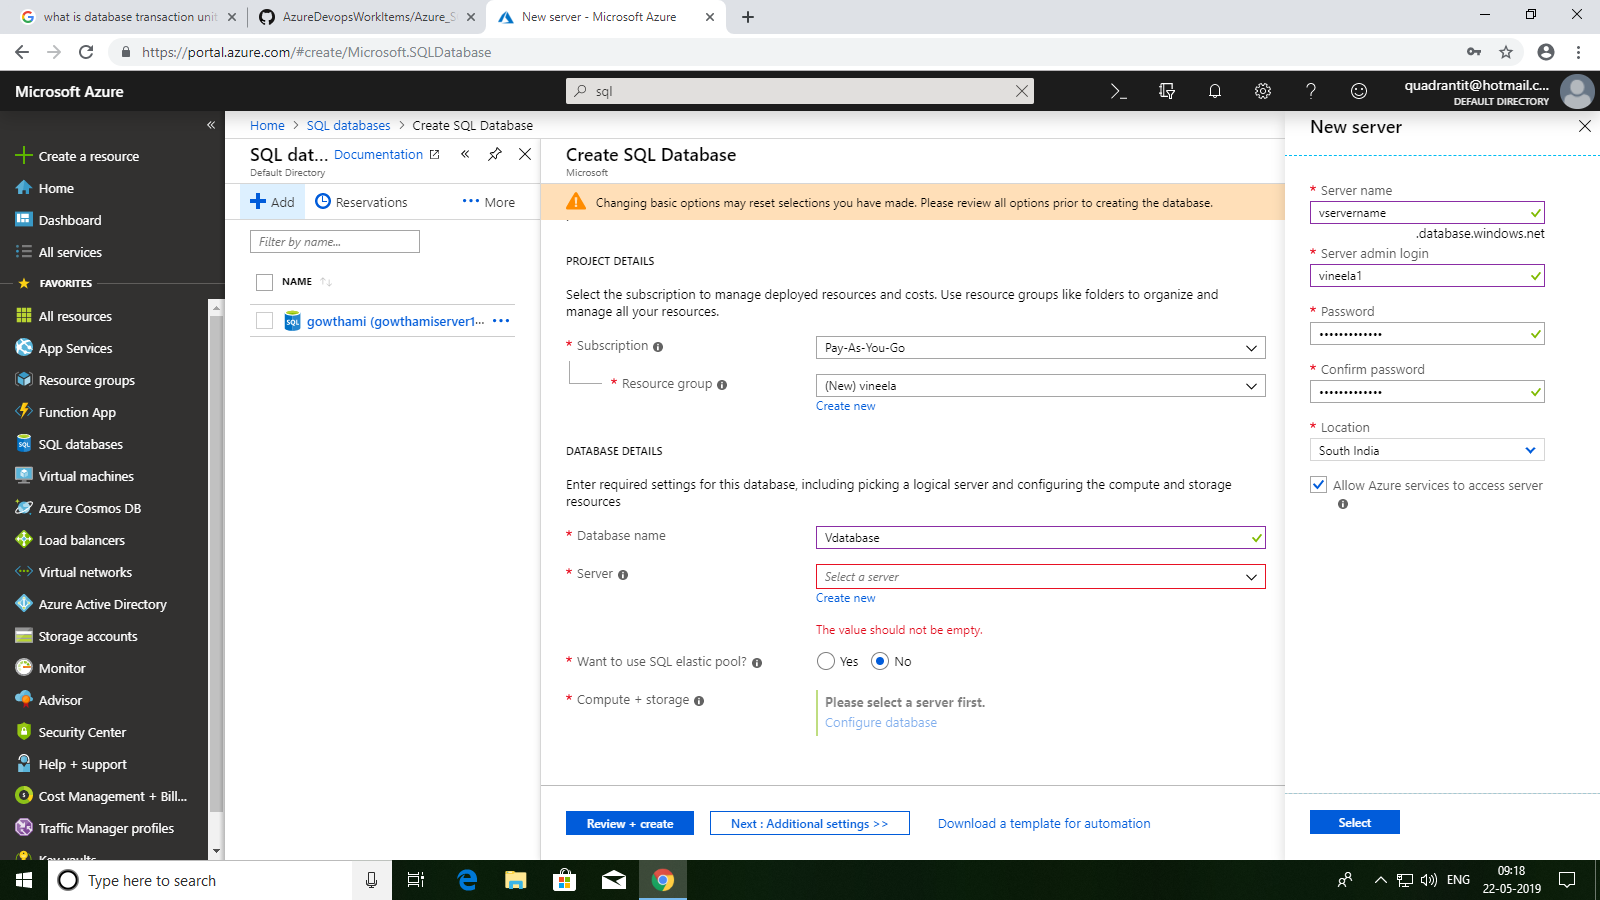 what is database transaction unit
AzureDevopsWorkItems/Azure_S
New server - Microsoft Azure
https://portal.azure.com/#create/Microsoft.SQLDatabase
Microsoft Azure
sql
quadrantit@hotmail.c...
DEFAULT DIRECTORY
Create a resource
Home
Dashboard
All services
FAVORITES
All resources
App Services
Resource groups
Function App
SQL databases
Virtual machines
Azure Cosmos DB
Load balancers
Virtual networks
Azure Active Directory
Storage accounts
Monitor
Advisor
Security Center
Help + support
Cost Management + Bill...
Traffic Manager profiles
Key vaults
Home > SQL databases > Create SQL Database
SQL dat... Documentation
Default Directory
Add Reservations More
Filter by name...
NAME
SQL gowthami (gowthamiserver1...
Create SQL Database
Microsoft
Changing basic options may reset selections you have made. Please review all options prior to creating the database.
PROJECT DETAILS
Select the subscription to manage deployed resources and costs. Use resource groups like folders to organize and
manage all your resources.
* Subscription
Pay-As-You-Go
* Resource group
(New) vineela
Create new
DATABASE DETAILS
Enter required settings for this database, including picking a logical server and configuring the compute and storage
resources
* Database name
Vdatabase
* Server
Select a server
Create new
The value should not be empty.
* Want to use SQL elastic pool?
Yes No
* Compute + storage
Please select a server first.
Configure database
Review + create
Next : Additional settings >>
Download a template for automation
New server
* Server name
vservername
.database.windows.net
* Server admin login
vineela1
* Password
* Confirm password
* Location
South India
Allow Azure services to access server
Select
Type here to search
ENG
09:18
22-05-2019